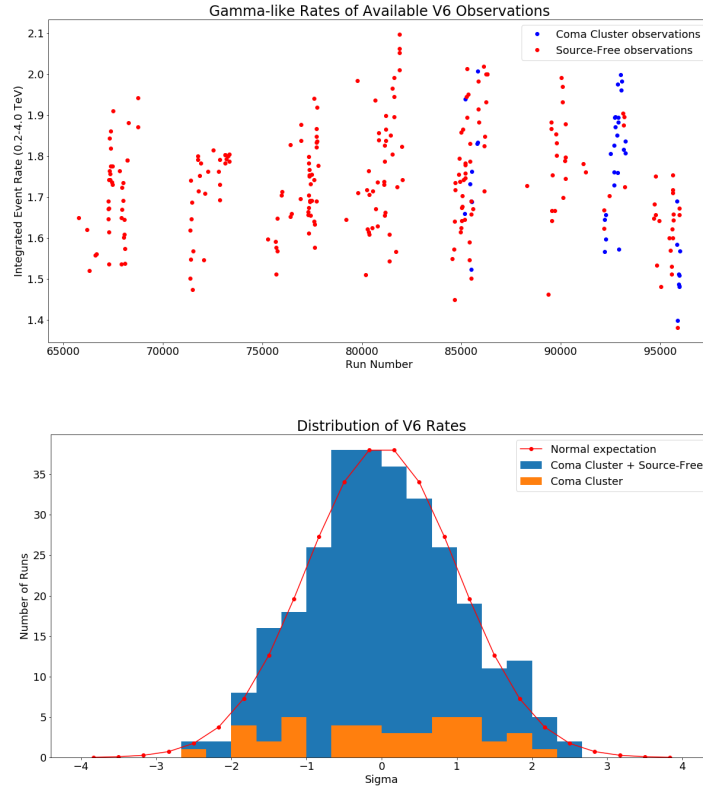 Gamma-like Rates of Available V6 Observations
Integrated Event Rate (0.2-4.0 TeV)
2.1
2.0
1.9
1.8
1.7
1.6
1.5
1.4
Coma Cluster observations
Source-Free observations
65000 70000 75000 80000 85000 90000 95000
Run Number
Distribution of V6 Rates
Number of Runs
35
30
25
20
15
10
5
0
Normal expectation
Coma Cluster + Source-Free
Coma Cluster
−4 −3 −2 −1 0 1 2 3 4
Sigma